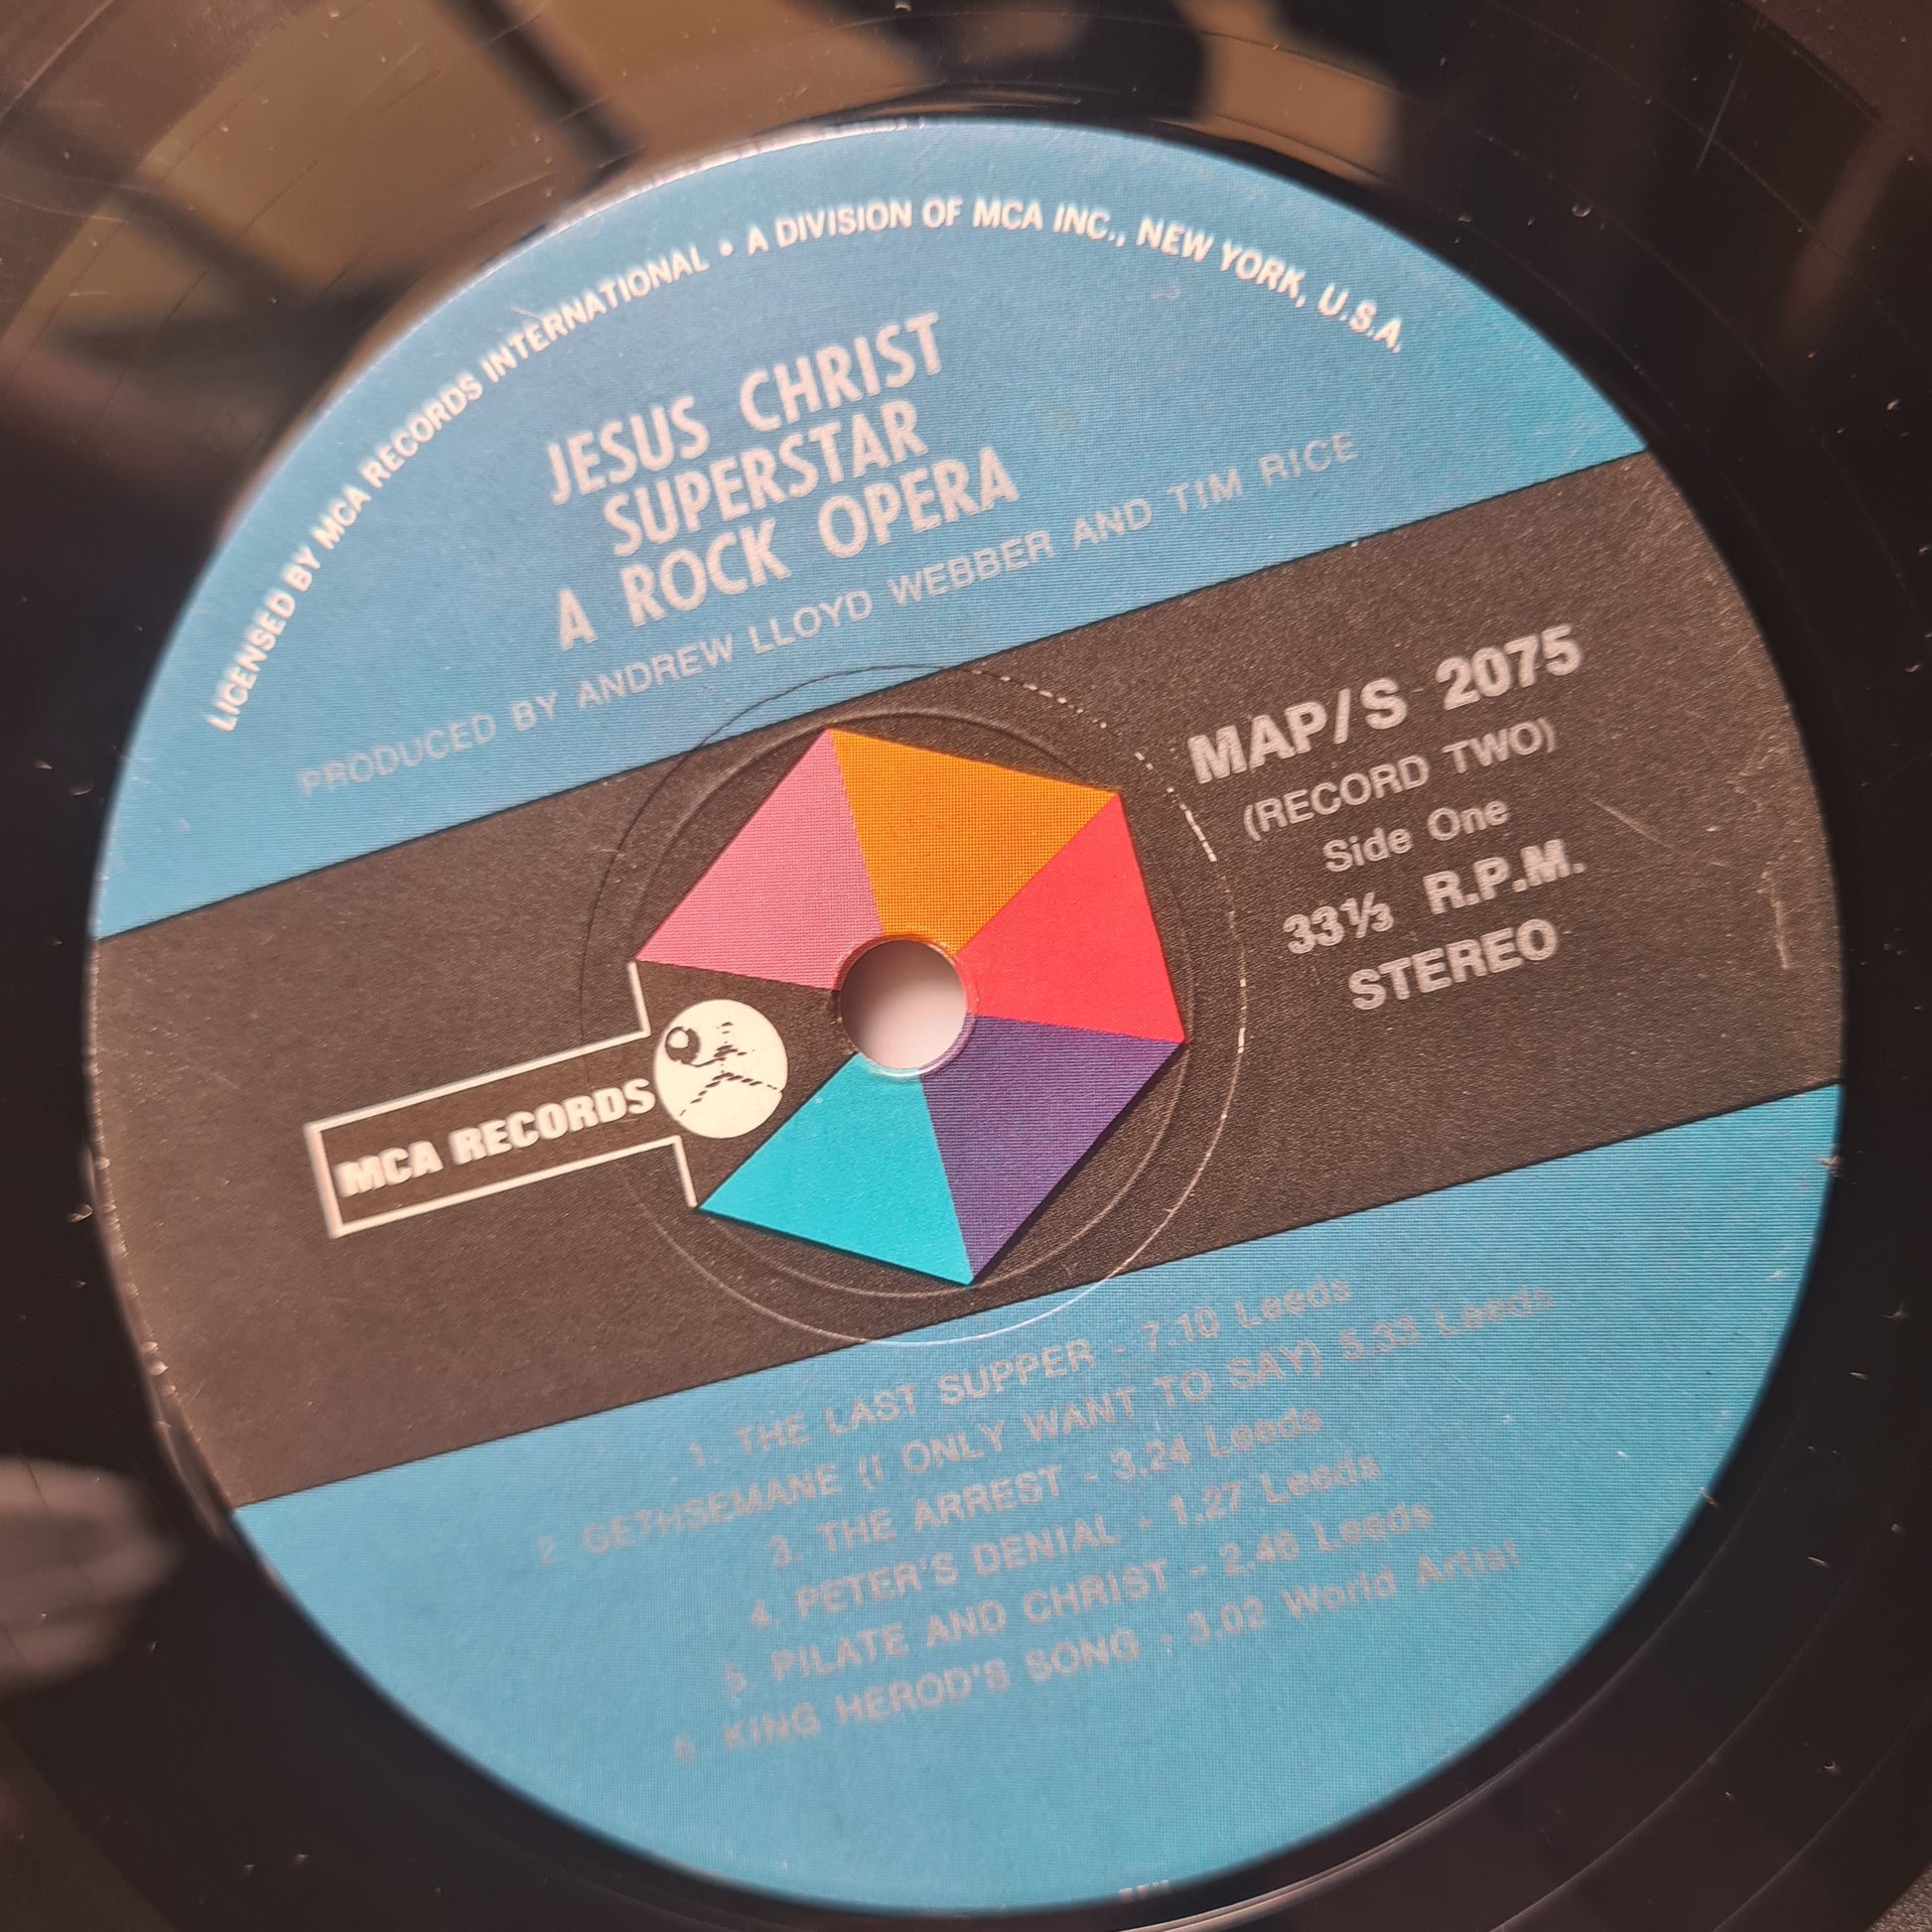 LICENSED BY MCA RECORDS INTERNATIONAL • A DIVISION OF MCA INC., NEW YORK, U.S.A.
JESUS CHRIST
SUPERSTAR
A ROCK OPERA
PRODUCED BY ANDREW LLOYD WEBBER AND TIM RICE
MAP/S 2075
(RECORD TWO)
Side One
33⅓ R.P.M.
STEREO
MCA RECORDS
1. THE LAST SUPPER - 7.10 Leeds
2. GETHSEMANE (I ONLY WANT TO SAY) 5.33 Leeds
3. THE ARREST - 3.24 Leeds
4. PETER'S DENIAL - 1.27 Leeds
5. PILATE AND CHRIST - 2.46 Leeds
6. KING HEROD'S SONG - 3.02 World Artist